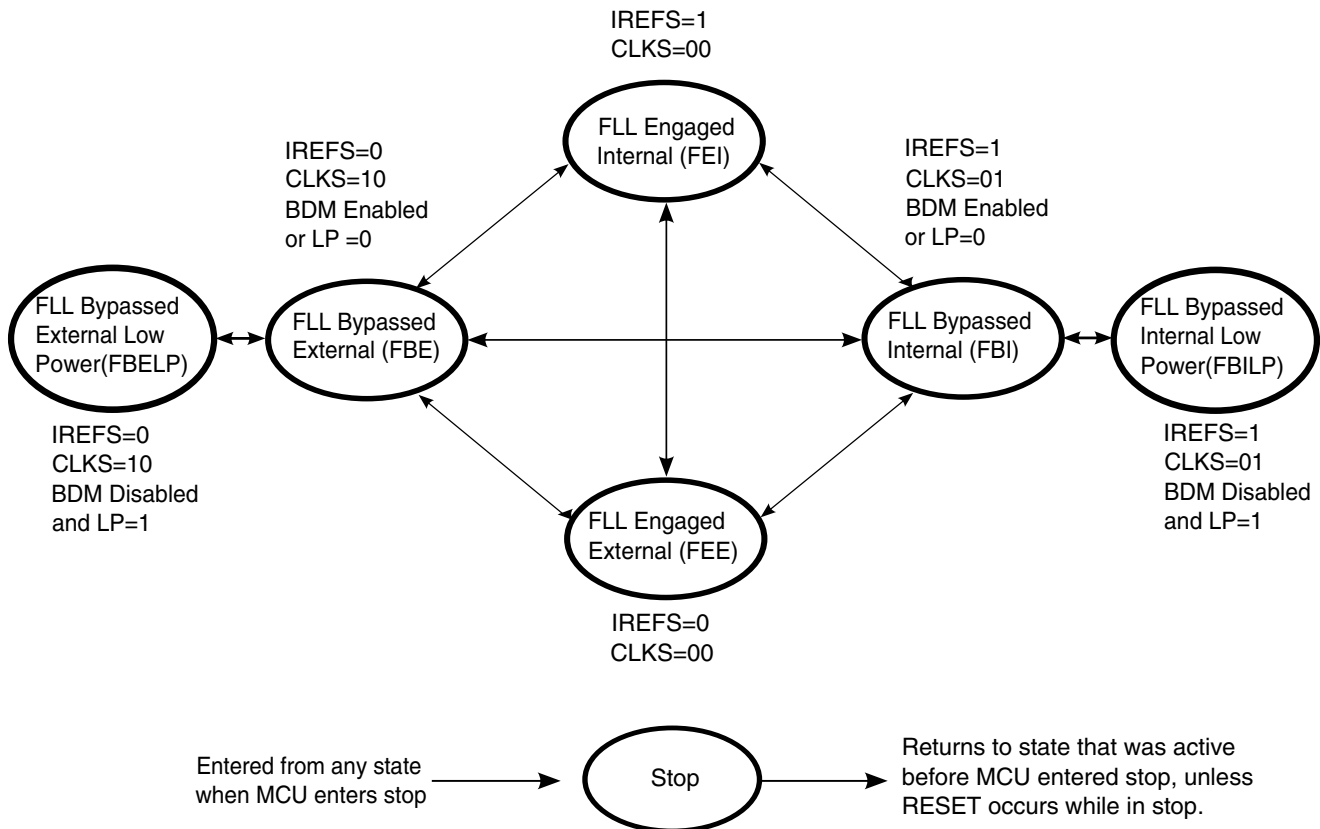 IREFS=1
CLKS=00
FLL Engaged
Internal (FEI)
IREFS=0
CLKS=10
BDM Enabled
or LP =0
IREFS=1
CLKS=01
BDM Enabled
or LP=0
FLL Bypassed
External Low
Power(FBELP)
FLL Bypassed
External (FBE)
FLL Bypassed
Internal (FBI)
FLL Bypassed
Internal Low
Power(FBILP)
IREFS=0
CLKS=10
BDM Disabled
and LP=1
IREFS=1
CLKS=01
BDM Disabled
and LP=1
FLL Engaged
External (FEE)
IREFS=0
CLKS=00
Entered from any state
when MCU enters stop
Stop
Returns to state that was active
before MCU entered stop, unless
RESET occurs while in stop.